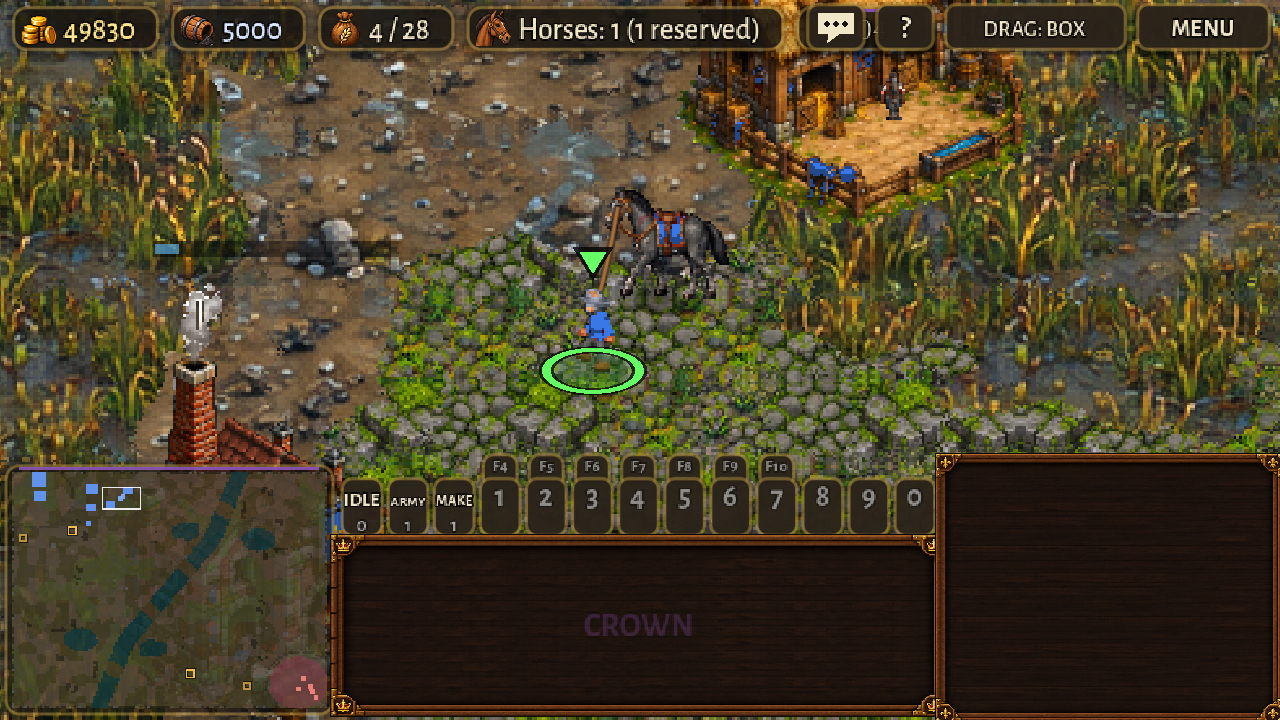 49830
5000
4 / 28
Horses: 1 (1 reserved)
?
DRAG: BOX
MENU
F4 F5 F6 F7 F8 F9 F10
IDLE ARMY MAKE 1 2 3 4 5 6 7 8 9 0
0 1 1
CROWN